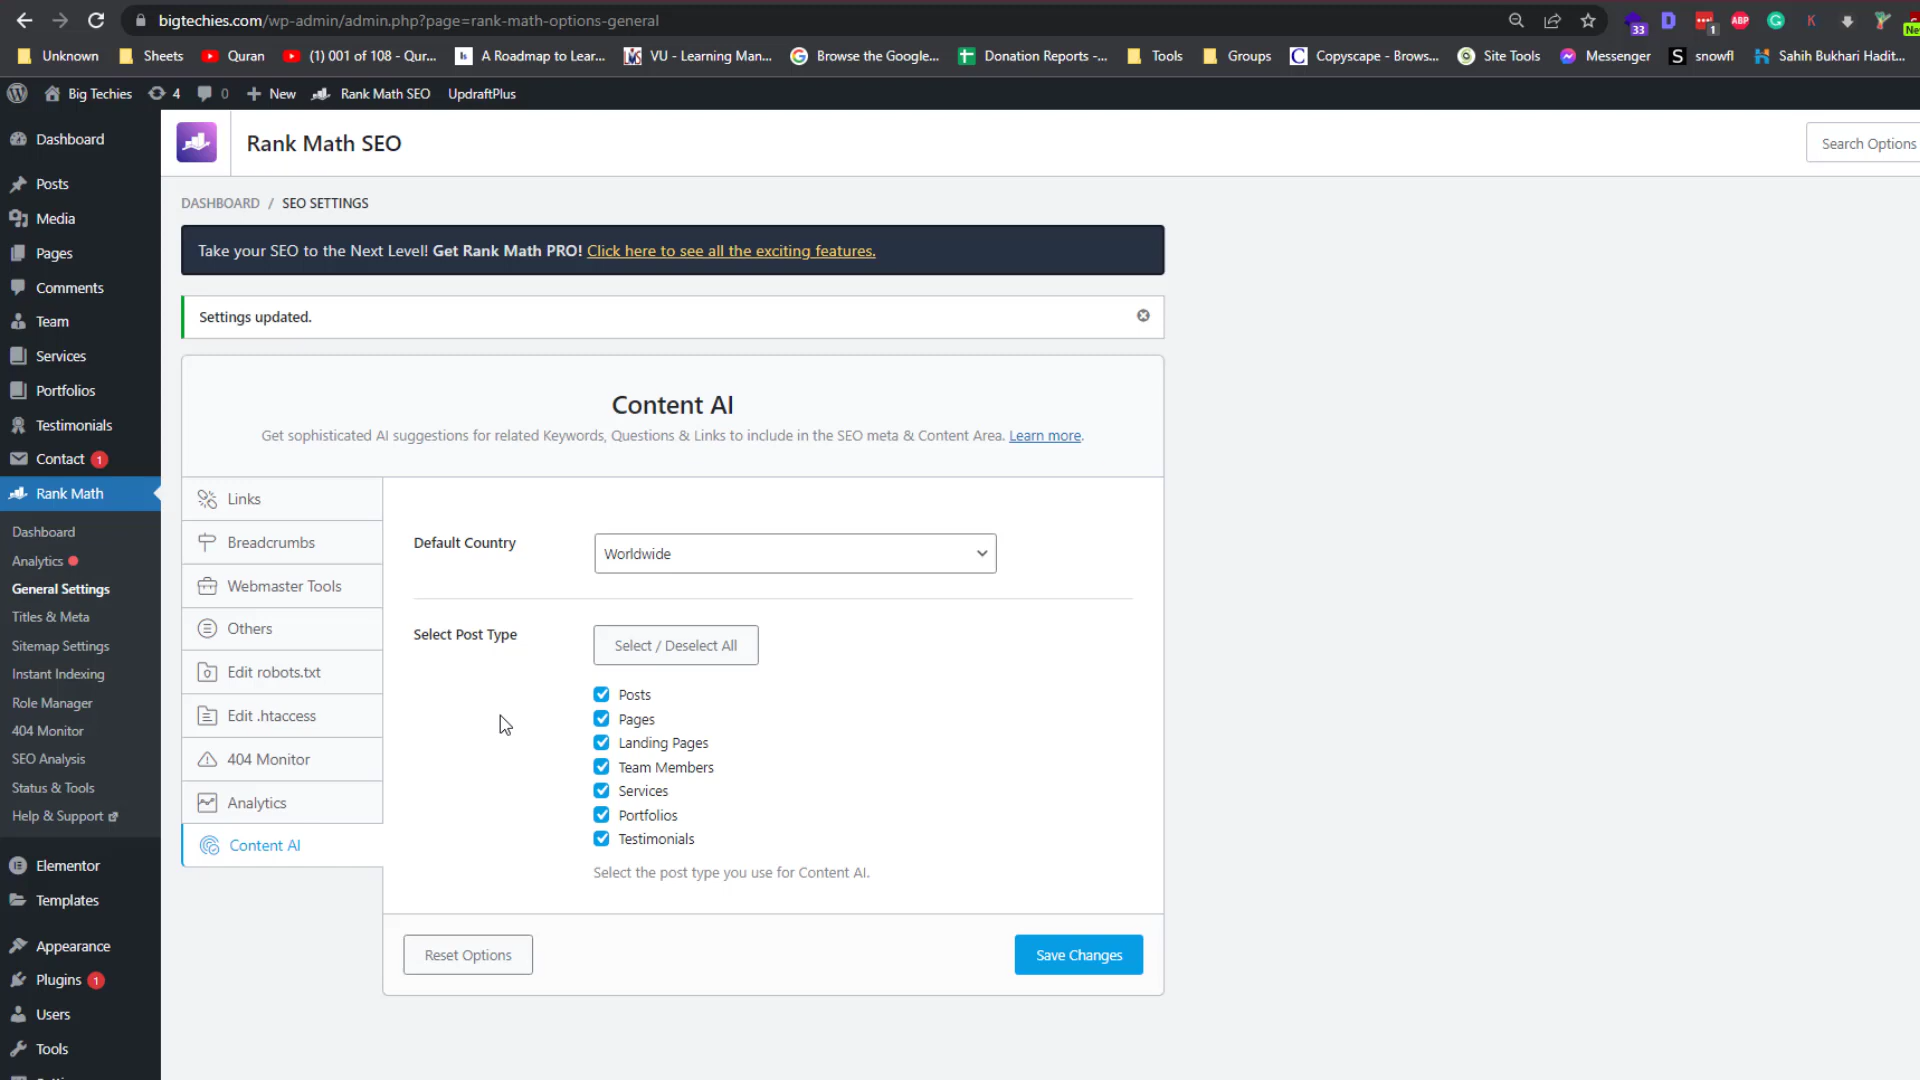 bigtechies.com/wp-admin/admin.php?page=rank-math-options-general
33
1
ABP
Unknown
Sheets
Quran
(1) 001 of 108 - Qur...
A Roadmap to Lear...
VU - Learning Man...
Browse the Google...
Donation Reports -...
Tools
Groups
Copyscape - Brows...
Site Tools
Messenger
snowfl
Sahih Bukhari Hadit...
Big Techies
4
0
New
Rank Math SEO
UpdraftPlus
Dashboard
Posts
Media
Pages
Comments
Team
Services
Portfolios
Testimonials
Contact 1
Rank Math
Dashboard
Analytics
General Settings
Titles & Meta
Sitemap Settings
Instant Indexing
Role Manager
404 Monitor
SEO Analysis
Status & Tools
Help & Support
Elementor
Templates
Appearance
Plugins 1
Users
Tools
Rank Math SEO
Search Options
DASHBOARD / SEO SETTINGS
Take your SEO to the Next Level! Get Rank Math PRO! Click here to see all the exciting features.
Settings updated.
Content AI
Get sophisticated AI suggestions for related Keywords, Questions & Links to include in the SEO meta & Content Area. Learn more.
Links
Breadcrumbs
Webmaster Tools
Others
Edit robots.txt
Edit .htaccess
404 Monitor
Analytics
Content AI
Default Country
Worldwide
Select Post Type
Select / Deselect All
Posts
Pages
Landing Pages
Team Members
Services
Portfolios
Testimonials
Select the post type you use for Content AI.
Reset Options
Save Changes